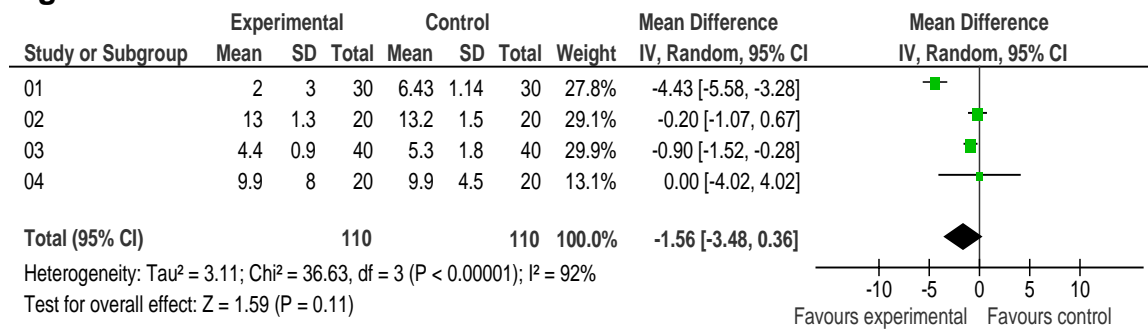 Experimental Control Mean Difference Mean Difference
Study or Subgroup Mean SD Total Mean SD Total Weight IV, Random, 95% CI IV, Random, 95% CI
01 2 3 30 6.43 1.14 30 27.8% -4.43 [-5.58, -3.28]
02 13 1.3 20 13.2 1.5 20 29.1% -0.20 [-1.07, 0.67]
03 4.4 0.9 40 5.3 1.8 40 29.9% -0.90 [-1.52, -0.28]
04 9.9 8 20 9.9 4.5 20 13.1% 0.00 [-4.02, 4.02]
Total (95% CI) 110 110 100.0% -1.56 [-3.48, 0.36]
Heterogeneity: Tau² = 3.11; Chi² = 36.63, df = 3 (P < 0.00001); I² = 92%
Test for overall effect: Z = 1.59 (P = 0.11)
-10 -5 0 5 10
Favours experimental Favours control